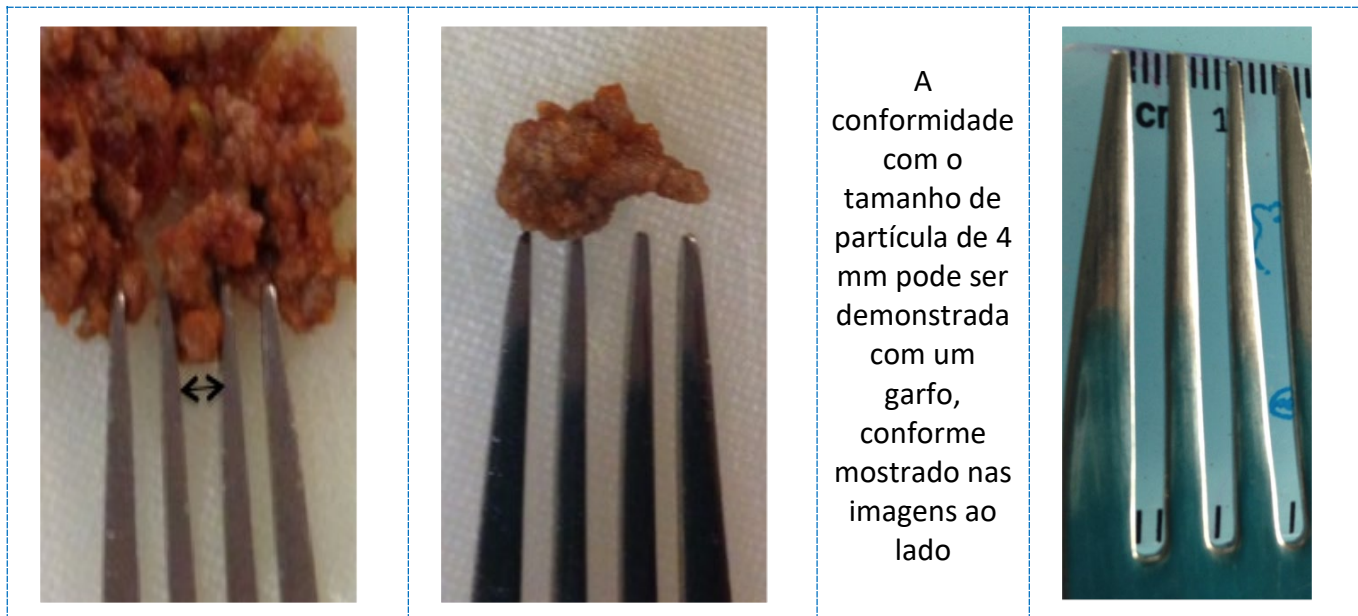 A
conformidade
com o
tamanho de
partícula de 4
mm pode ser
demonstrada
com um
garfo,
conforme
mostrado nas
imagens ao
lado
1